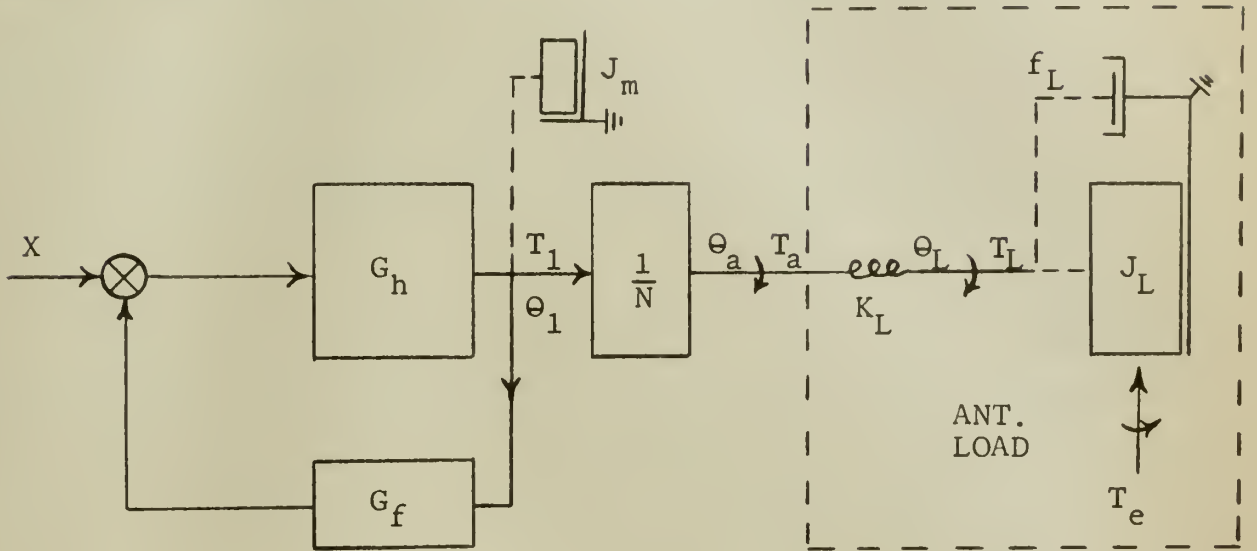 X
G_h
J_m
T_1
Θ_1
1/N
Θ_a
T_a
K_L
Θ_L
T_L
f_L
J_L
ANT.
LOAD
T_e
G_f